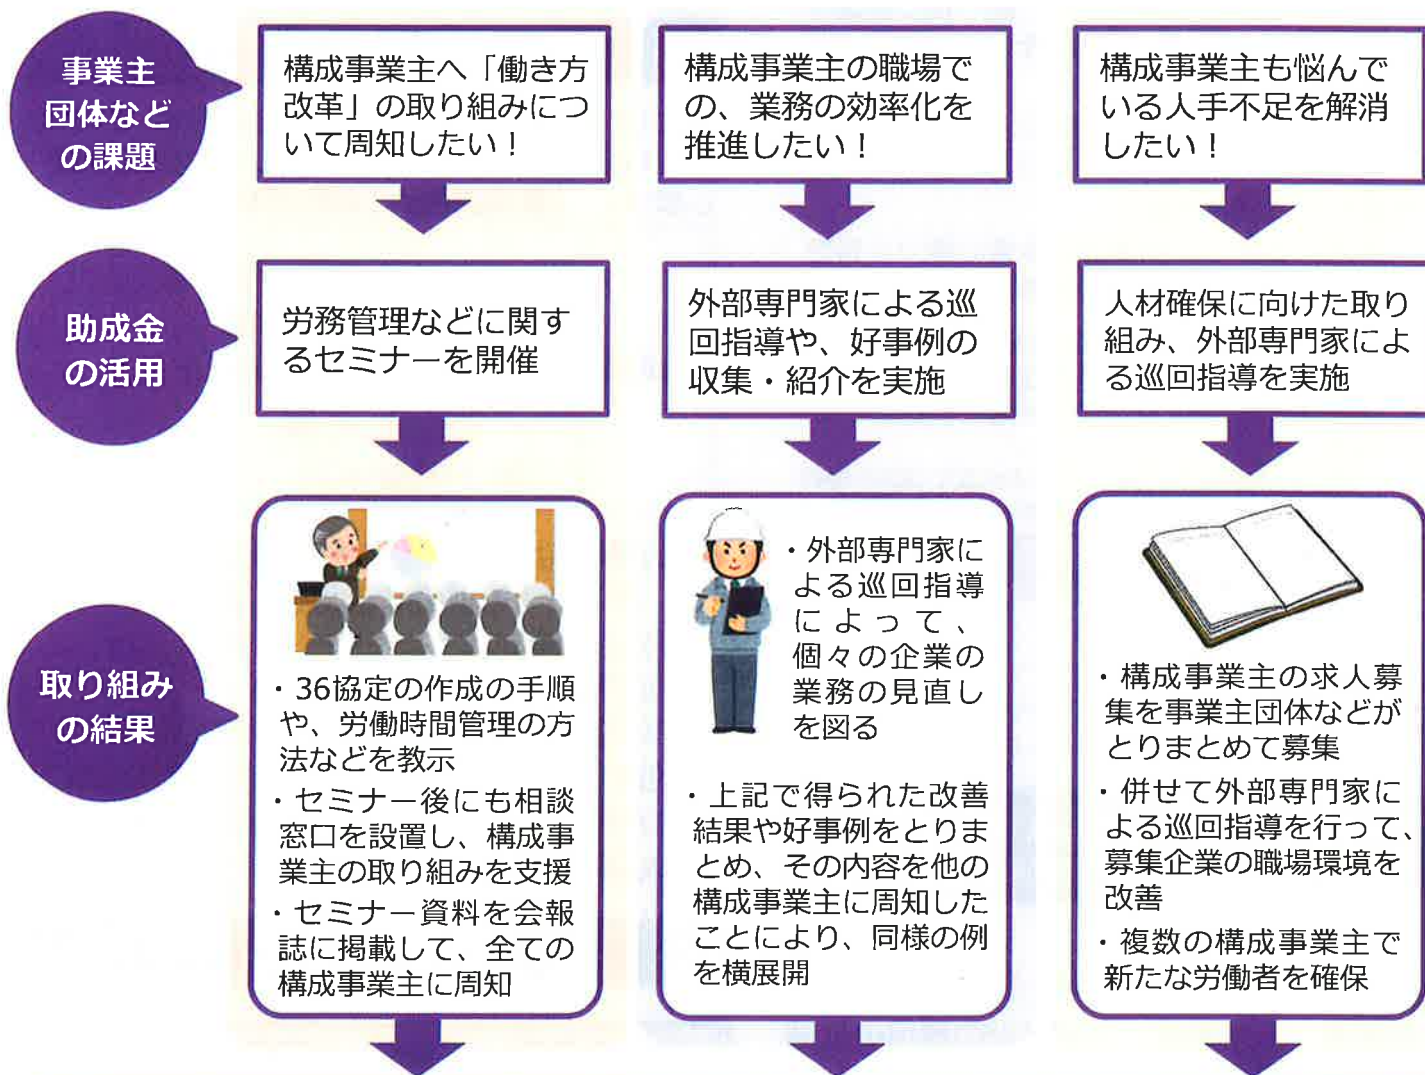 事業主
団体など
の課題
構成事業主へ「働き方
改革」の取り組みにつ
いて周知したい！
構成事業主の職場で
の、業務の効率化を
推進したい！
構成事業主も悩んで
いる人手不足を解消
したい！
助成金
の活用
労務管理などに関す
るセミナーを開催
外部専門家による巡
回指導や、好事例の
収集・紹介を実施
人材確保に向けた取り
組み、外部専門家によ
る巡回指導を実施
取り組み
の結果
・36協定の作成の手順
や、労働時間管理の方
法などを教示
・セミナー後にも相談
窓口を設置し、構成事
業主の取り組みを支援
・セミナー資料を会報
誌に掲載して、全ての
構成事業主に周知
・外部専門家に
よる巡回指導
によって、
個々の企業の
業務の見直し
を図る
・上記で得られた改善
結果や好事例をとりま
とめ、その内容を他の
構成事業主に周知した
ことにより、同様の例
を横展開
・構成事業主の求人募
集を事業主団体などが
とりまとめて募集
・併せて外部専門家に
よる巡回指導を行って、
募集企業の職場環境を
改善
・複数の構成事業主で
新たな労働者を確保